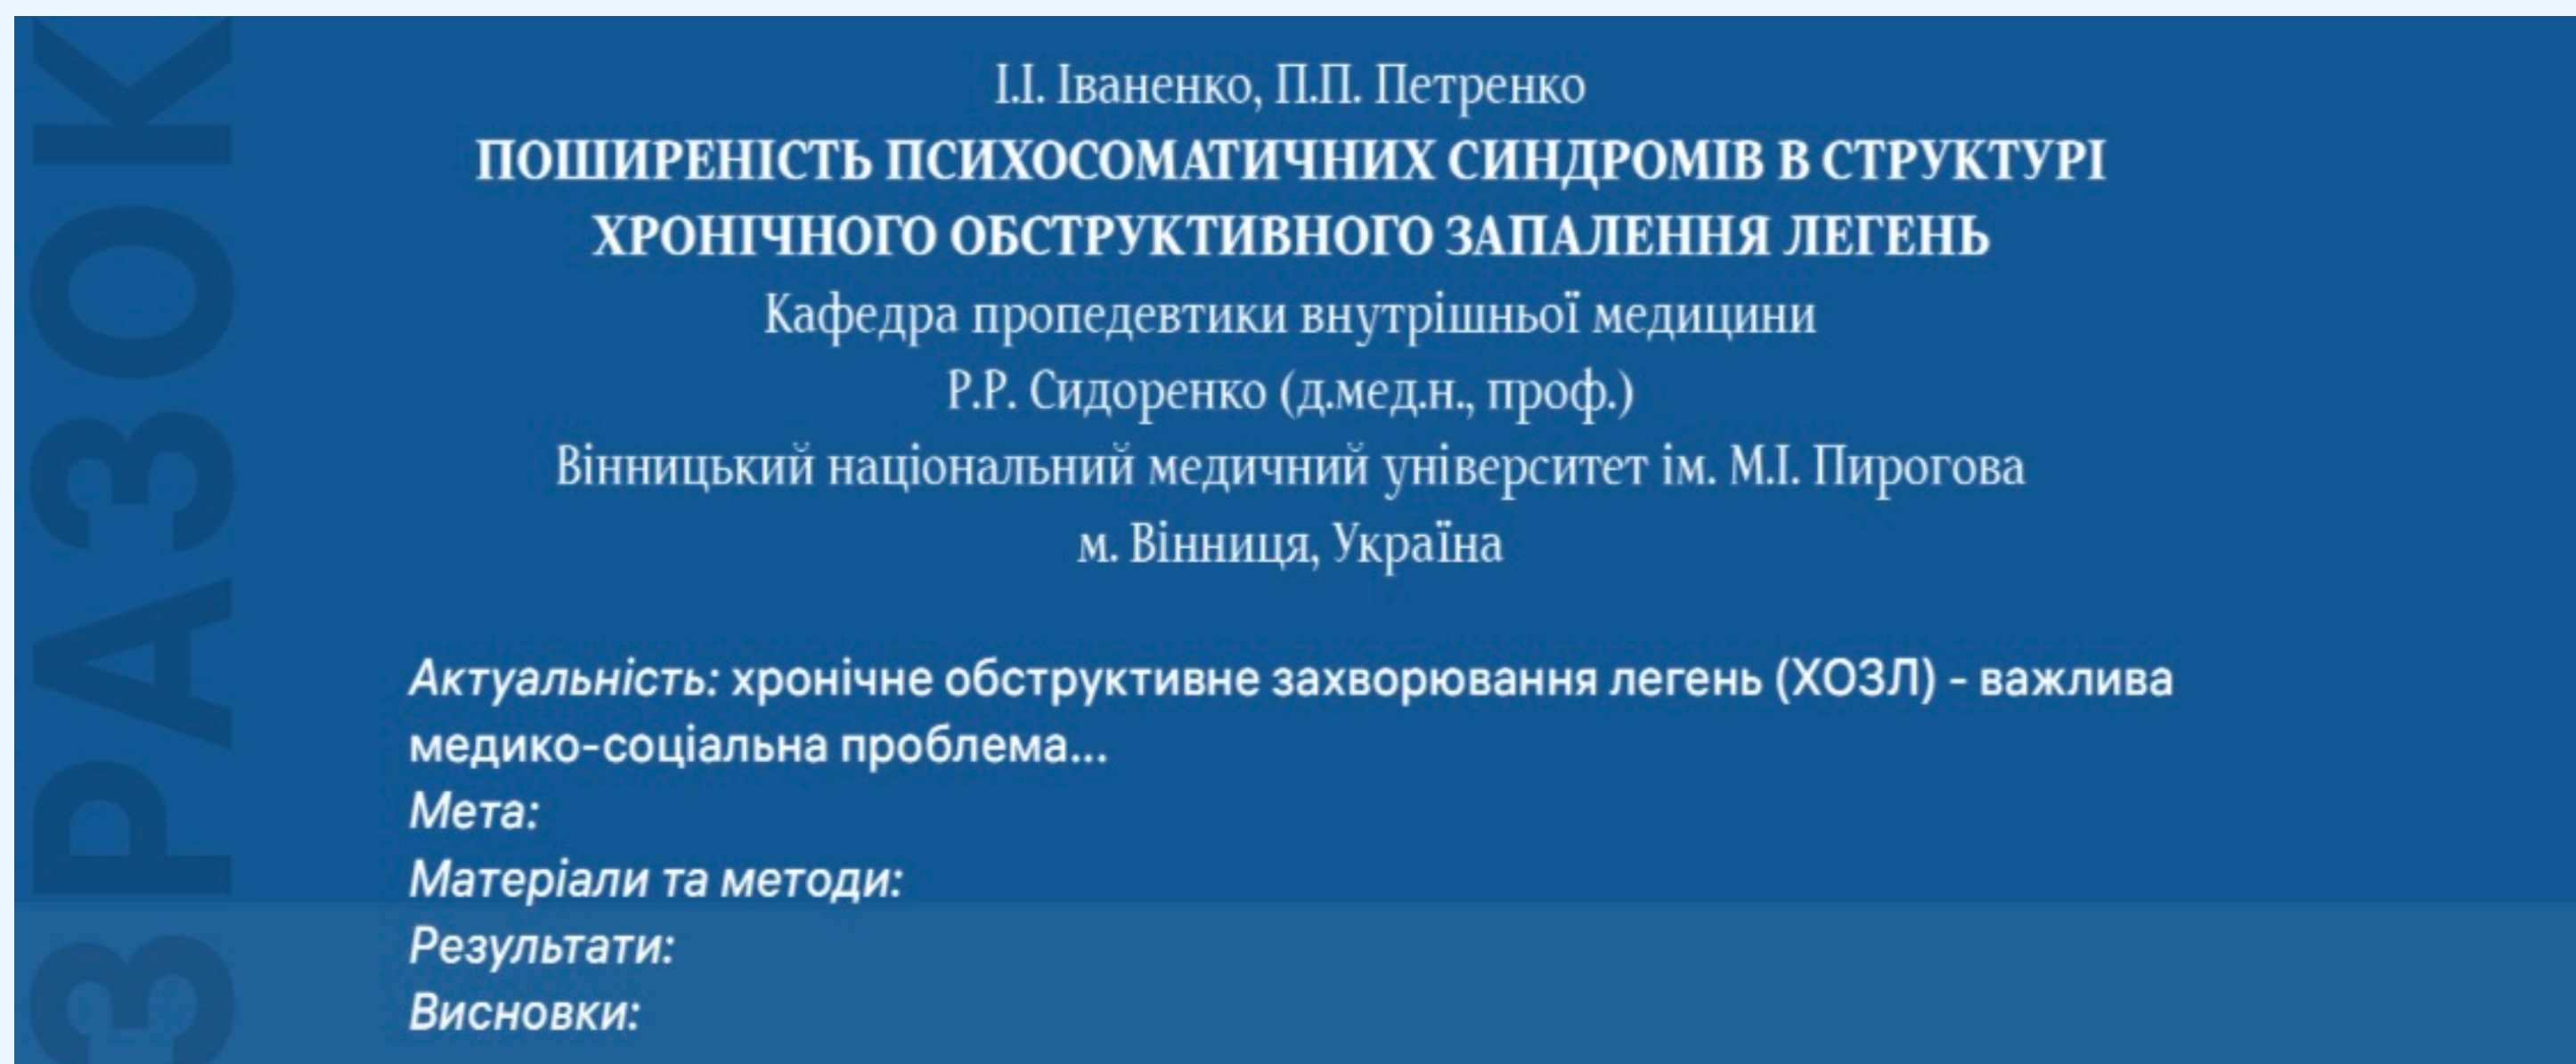 ЗРАЗОК
І.І. Іваненко, П.П. Петренко
ПОШИРЕНІСТЬ ПСИХОСОМАТИЧНИХ СИНДРОМІВ В СТРУКТУРІ
ХРОНІЧНОГО ОБСТРУКТИВНОГО ЗАПАЛЕННЯ ЛЕГЕНЬ
Кафедра пропедевтики внутрішньої медицини
Р.Р. Сидоренко (д.мед.н., проф.)
Вінницький національний медичний університет ім. М.І. Пирогова
м. Вінниця, Україна
Актуальність: хронічне обструктивне захворювання легень (ХОЗЛ) - важлива
медико-соціальна проблема...
Мета:
Матеріали та методи:
Результати:
Висновки: